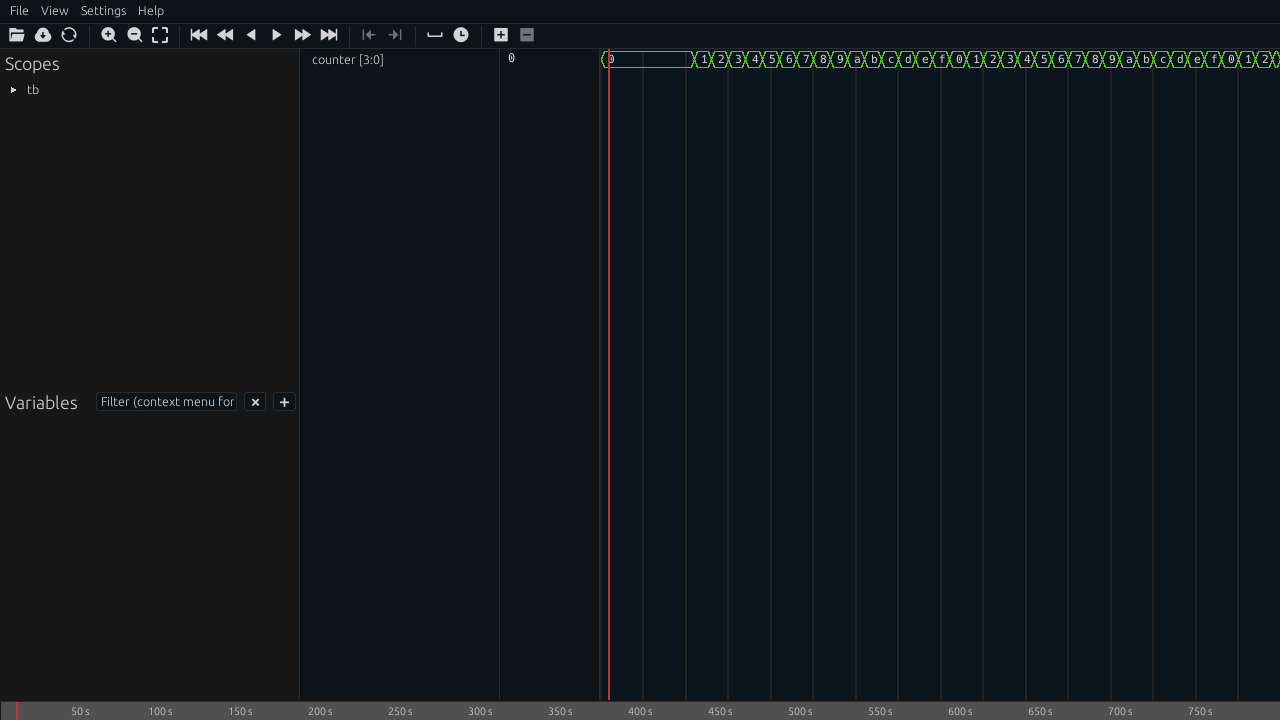 File View Settings Help
Scopes
tb
Variables
Filter (context menu for
counter [3:0]
0
0 1 2 3 4 5 6 7 8 9 a b c d e f 0 1 2 3 4 5 6 7 8 9 a b c d e f 0 1 2
50 s 100 s 150 s 200 s 250 s 300 s 350 s 400 s 450 s 500 s 550 s 600 s 650 s 700 s 750 s